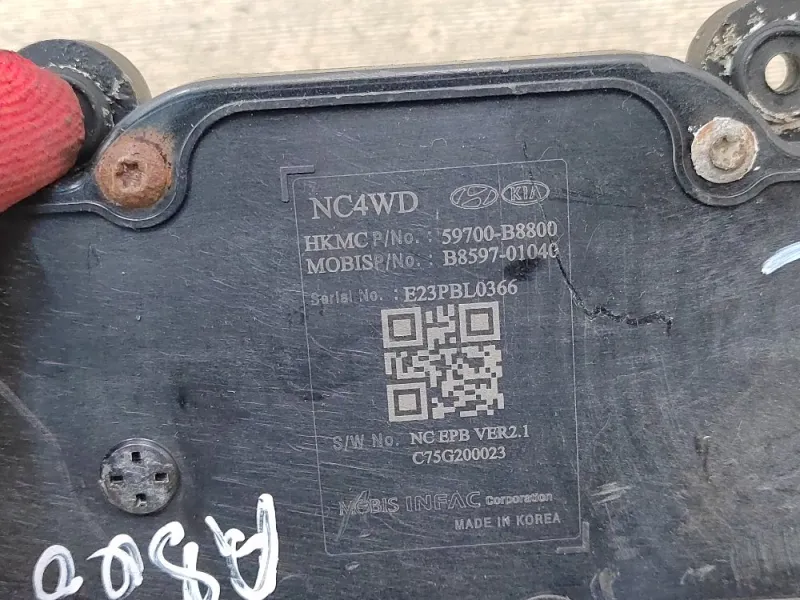 NC4WD KIA
HKMC P/No. : 59700-B8800
MOBIS P/No. : B8597-01040
Serial No. : E23PBL0366
S/W No. NC EPB VER2.1
C75G200023
MOBIS INFAC Corporation
MADE IN KOREA